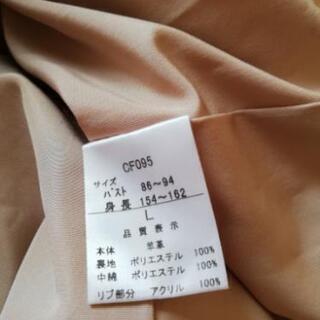 CF095
サイズ
バスト 86〜94
身長 154〜162
L
品質表示
本体 羊革
裏地 ポリエステル 100%
中綿 ポリエステル 100%
リブ部分 アクリル 100%